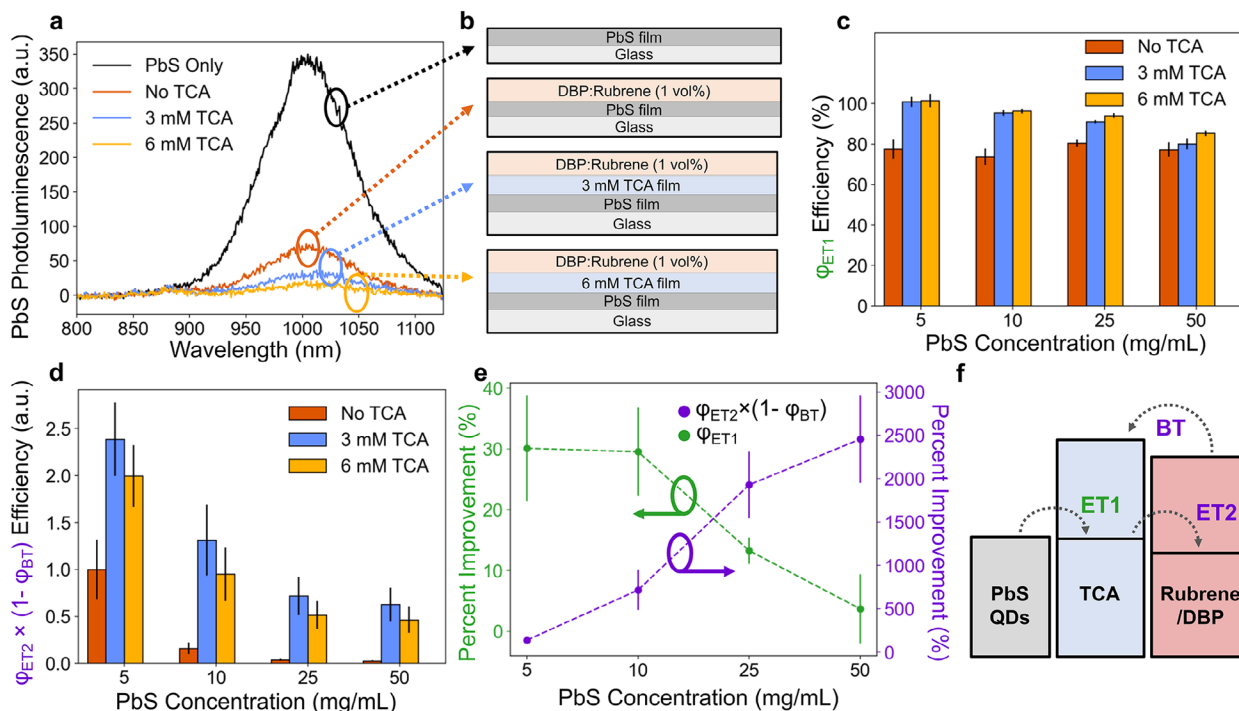 a
PbS Photoluminescence (a.u.)
350
300
250
200
150
100
50
0
PbS Only
No TCA
3 mM TCA
6 mM TCA
800
900
950
1000
1050
1100
Wavelength (nm)
b
PbS film
Glass
DBP:Rubrene (1 vol%)
PbS film
Glass
DBP:Rubrene (1 vol%)
3 mM TCA film
PbS film
Glass
DBP:Rubrene (1 vol%)
6 mM TCA film
PbS film
Glass
c
φET1 Efficiency (%)
100
80
60
40
20
0
No TCA
3 mM TCA
6 mM TCA
5
10
25
50
PbS Concentration (mg/mL)
d
φET2 × (1- φBT) Efficiency (a.u.)
2.5
2.0
1.5
1.0
0.5
0.0
No TCA
3 mM TCA
6 mM TCA
5
10
25
50
PbS Concentration (mg/mL)
e
Percent Improvement (%)
40
30
20
10
0
φET2×(1- φBT)
φET1
3000
2500
2000
1500
1000
500
0
Percent Improvement (%)
5
10
25
50
PbS Concentration (mg/mL)
f
BT
ET1
ET2
PbS
QDs
TCA
Rubrene
/DBP